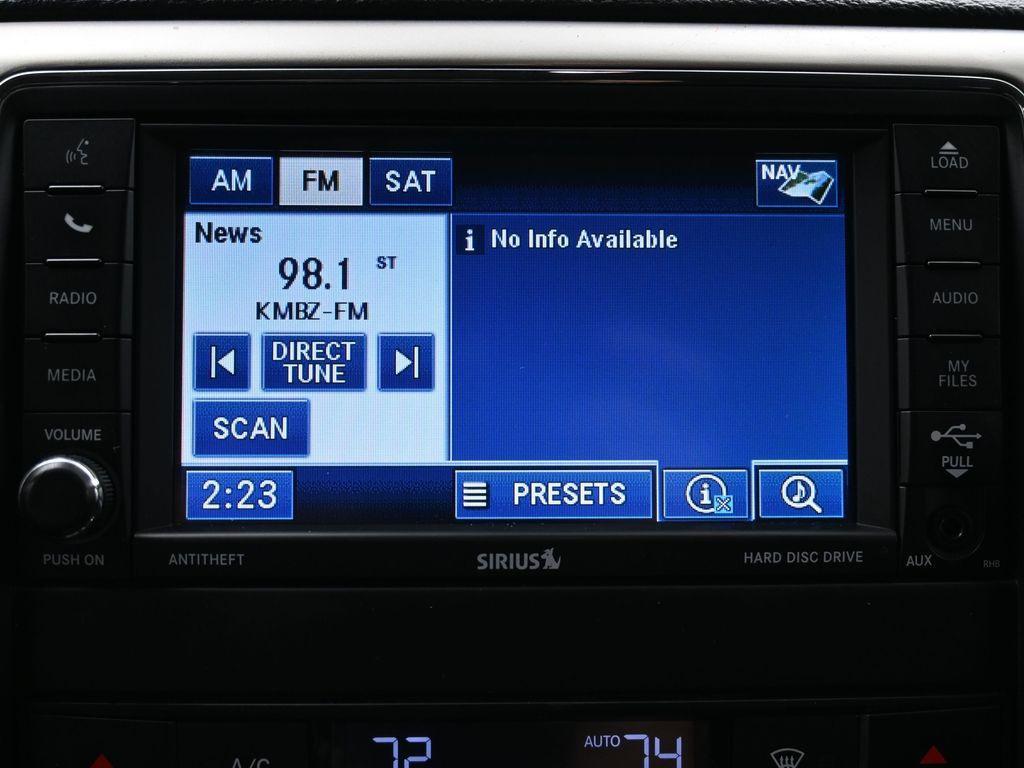 LOAD
AM FM SAT NAV
MENU
News
98.1 ST
KMBZ-FM
i No Info Available
RADIO
AUDIO
DIRECT
TUNE
MEDIA
MY
FILES
SCAN
VOLUME
PULL
2:23 PRESETS i
PUSH ON
ANTITHEFT
SIRIUS
HARD DISC DRIVE
AUX
RHB
A/C
72
AUTO 74